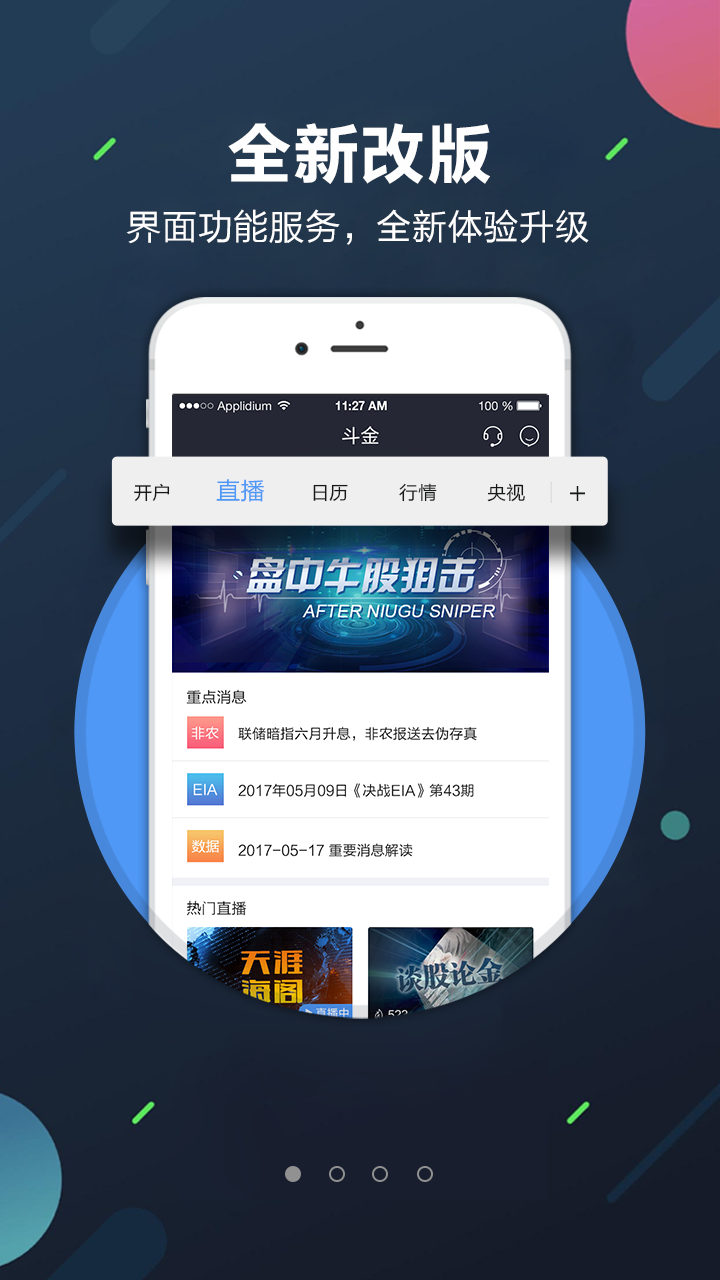 全新改版
界面功能服务，全新体验升级
Applidium 11:27 AM 100 %
斗金
开户 直播 日历 行情 央视 +
盘中牛股狙击
AFTER NIUGU SNIPER
重点消息
非农 联储暗指六月升息，非农报送去伪存真
EIA 2017年05月09日《决战EIA》第43期
数据 2017-05-17 重要消息解读
热门直播
天涯 谈股论金
海阁
直播中 522